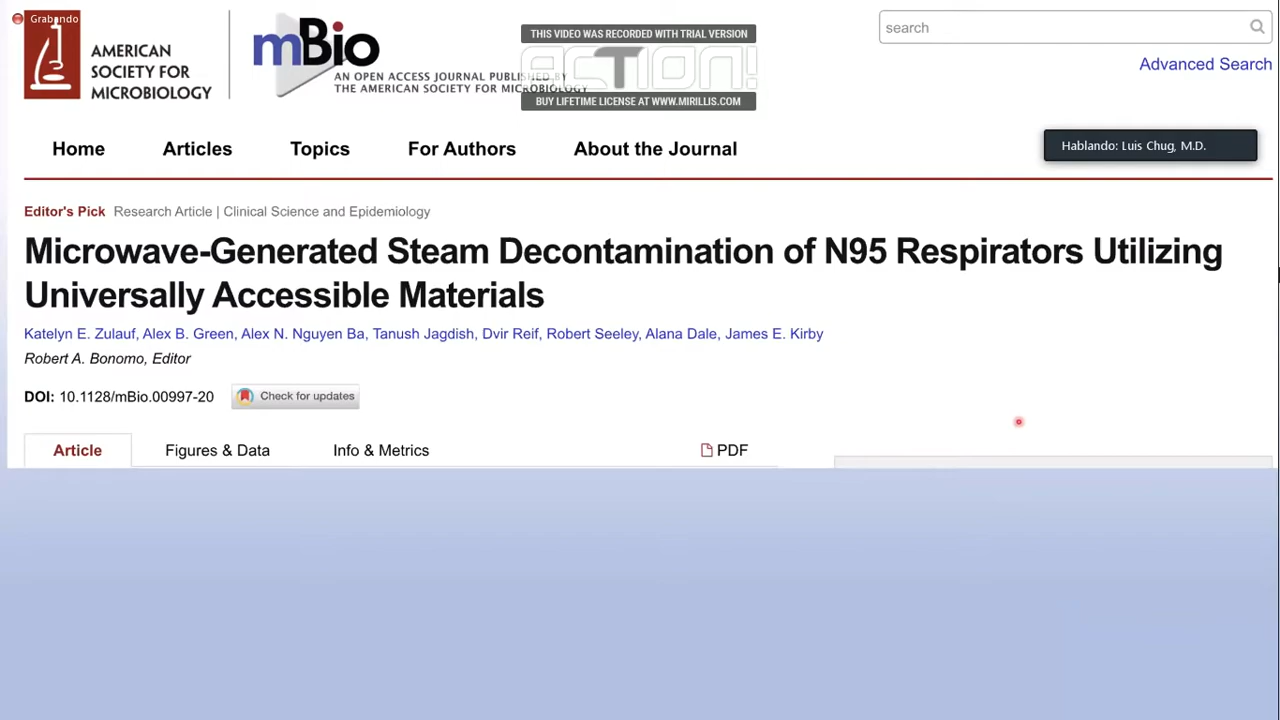 Grabando
AMERICAN
SOCIETY FOR
MICROBIOLOGY
mBio
AN OPEN ACCESS JOURNAL PUBLISHED BY
THE AMERICAN SOCIETY FOR MICROBIOLOGY
THIS VIDEO WAS RECORDED WITH TRIAL VERSION
ACTION!
BUY LIFETIME LICENSE AT WWW.MIRILLIS.COM
search
Advanced Search
Home Articles Topics For Authors About the Journal
Hablando: Luis Chug, M.D.
Editor's Pick Research Article | Clinical Science and Epidemiology
Microwave-Generated Steam Decontamination of N95 Respirators Utilizing
Universally Accessible Materials
Katelyn E. Zulauf, Alex B. Green, Alex N. Nguyen Ba, Tanush Jagdish, Dvir Reif, Robert Seeley, Alana Dale, James E. Kirby
Robert A. Bonomo, Editor
DOI: 10.1128/mBio.00997-20 Check for updates
Article Figures & Data Info & Metrics PDF